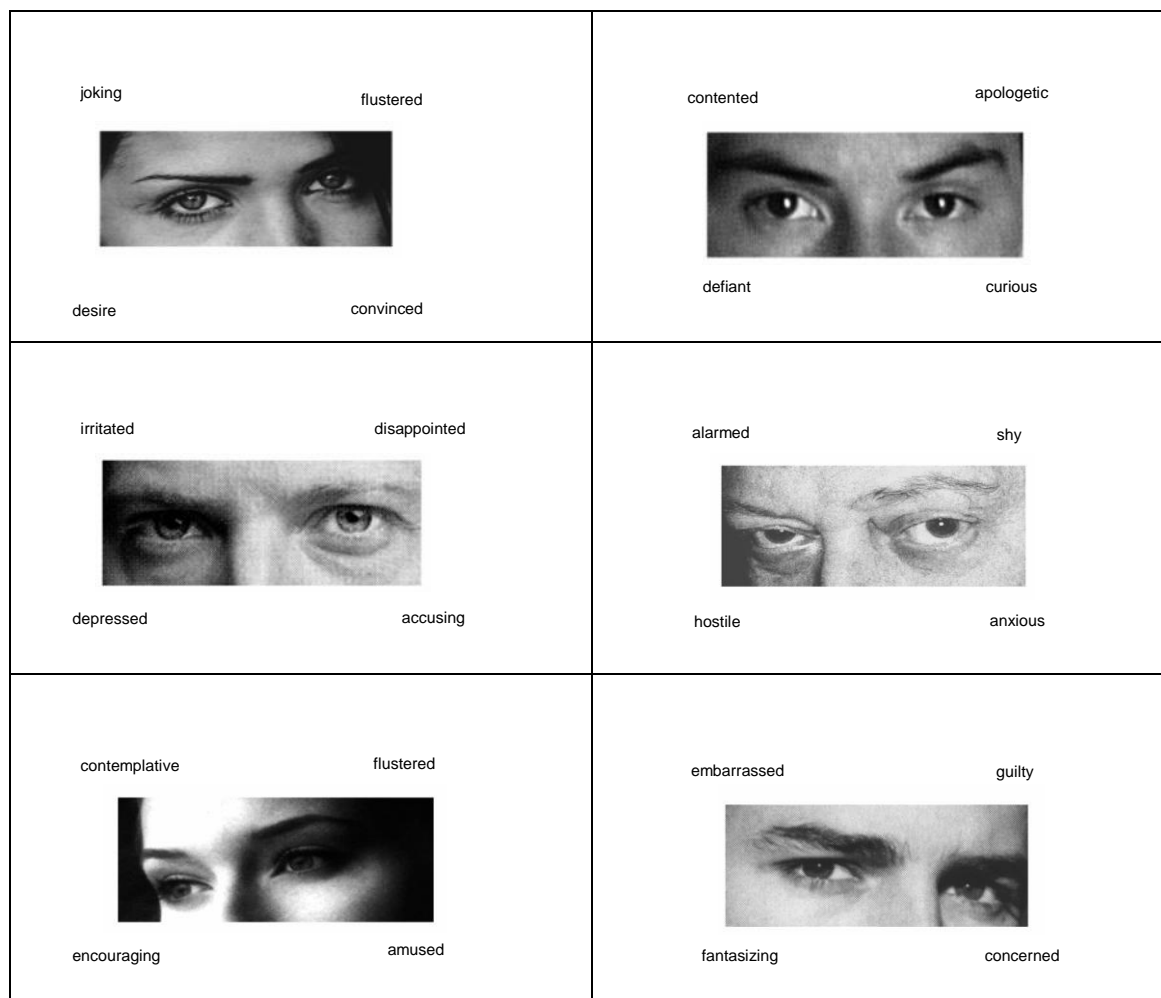 joking
flustered
desire
convinced
contented
apologetic
defiant
curious
irritated
disappointed
depressed
accusing
alarmed
shy
hostile
anxious
contemplative
flustered
encouraging
amused
embarrassed
guilty
fantasizing
concerned